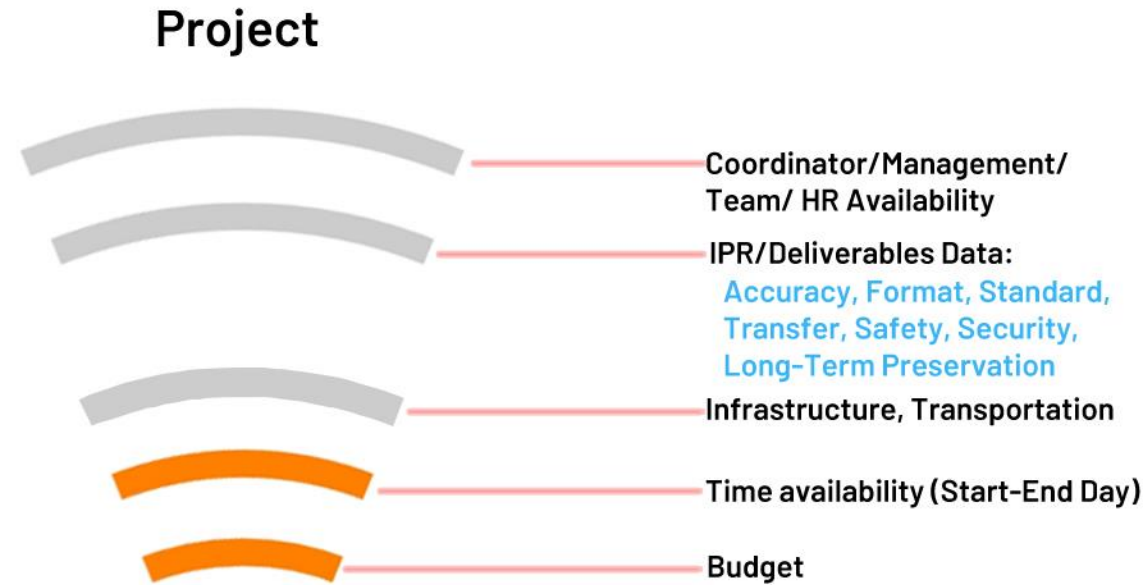 Project
Coordinator/Management/
Team/ HR Availability
IPR/Deliverables Data:
Accuracy, Format, Standard,
Transfer, Safety, Security,
Long-Term Preservation
Infrastructure, Transportation
Time availability (Start-End Day)
Budget